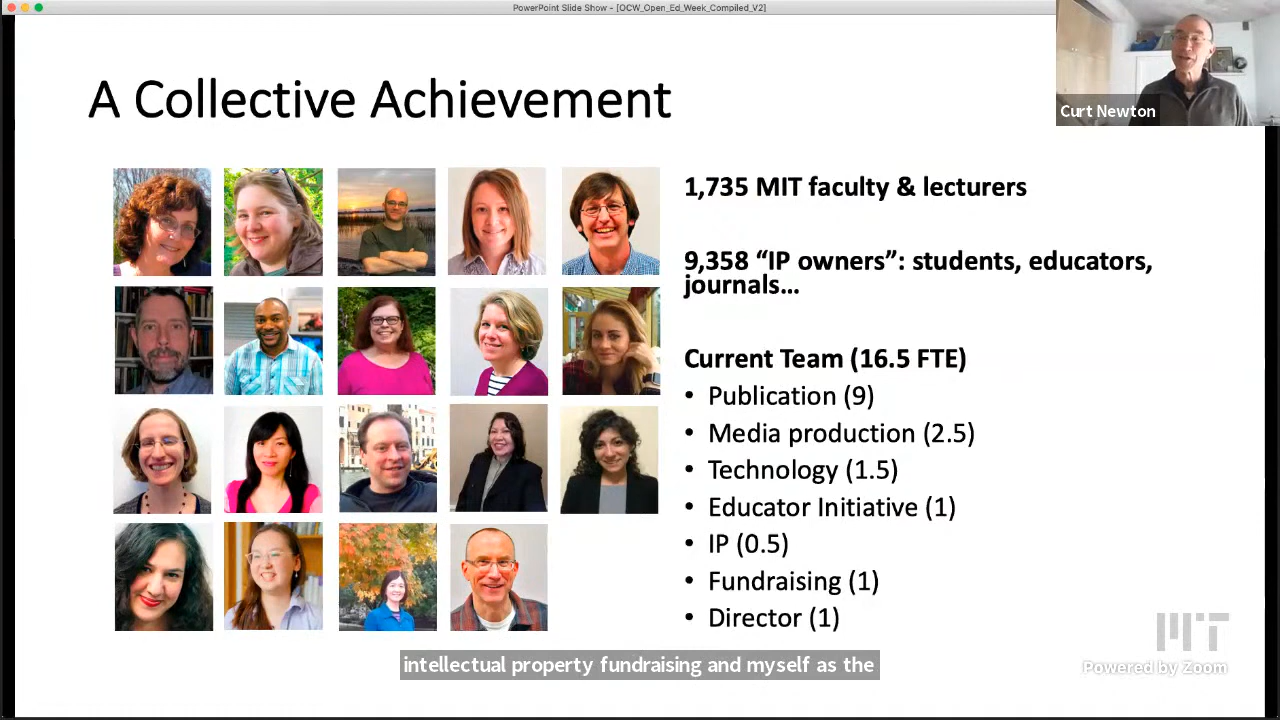 PowerPoint Slide Show - [OCW_Open_Ed_Week_Compiled_V2]
A Collective Achievement
Curt Newton
1,735 MIT faculty & lecturers
9,358 “IP owners”: students, educators,
journals…
Current Team (16.5 FTE)
• Publication (9)
• Media production (2.5)
• Technology (1.5)
• Educator Initiative (1)
• IP (0.5)
• Fundraising (1)
• Director (1)
MIT
Powered by Zoom
intellectual property fundraising and myself as the